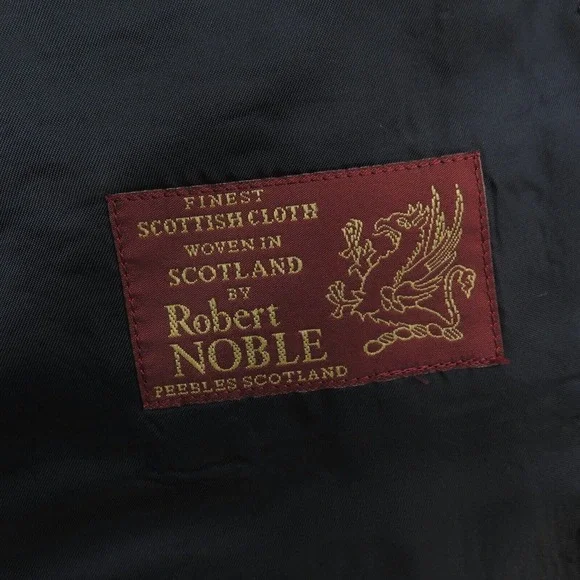 FINEST
SCOTTISH CLOTH
WOVEN IN
SCOTLAND
BY
Robert
NOBLE
PEEBLES SCOTLAND